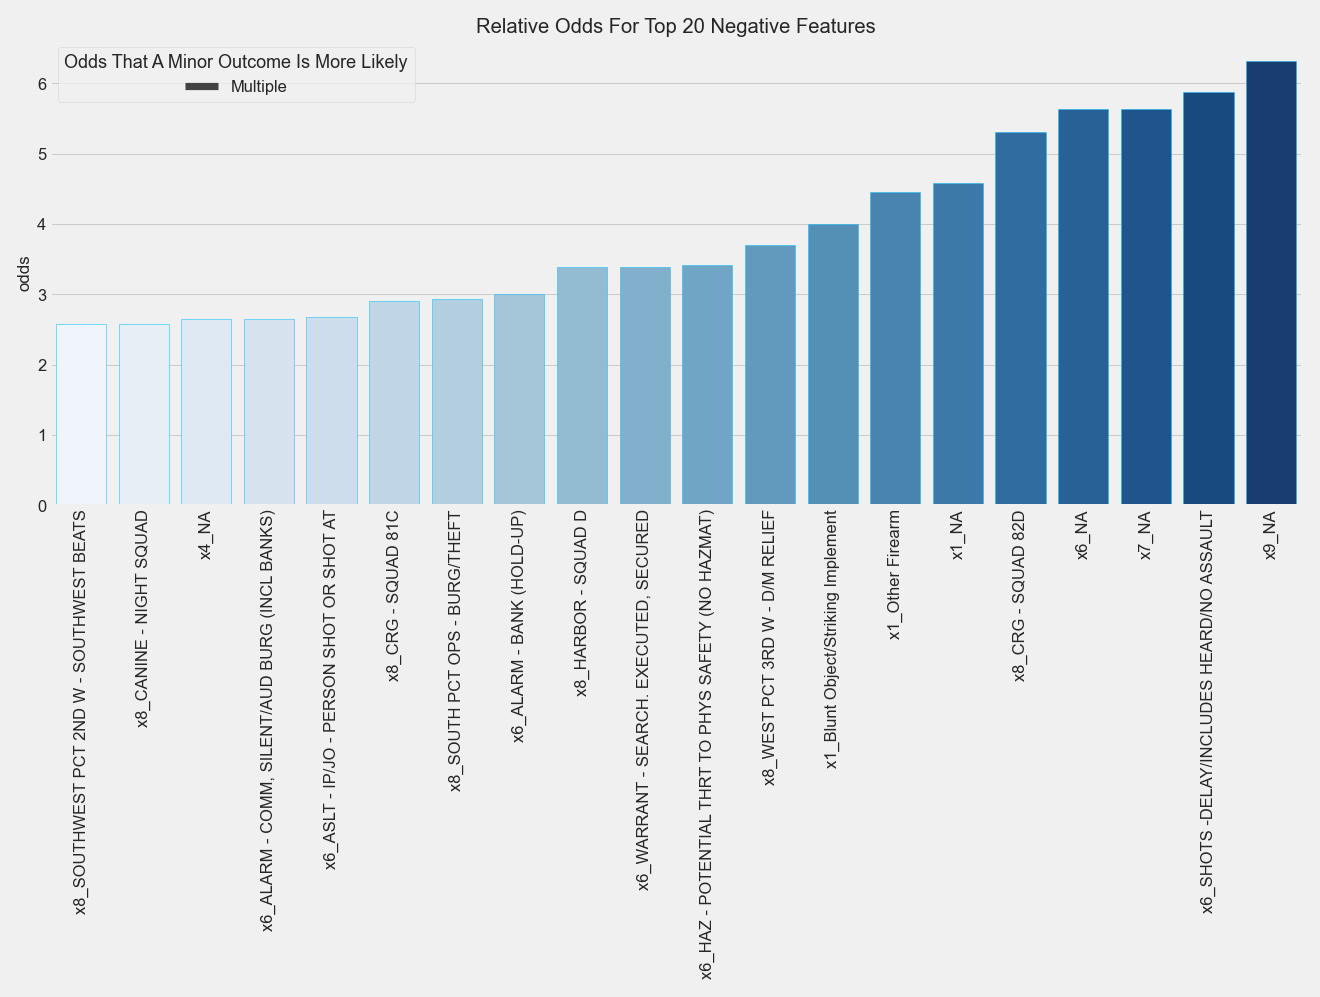 Relative Odds For Top 20 Negative Features
Odds That A Minor Outcome Is More Likely
Multiple
odds
6
5
4
3
2
1
0
x8_SOUTHWEST PCT 2ND W - SOUTHWEST BEATS
x8_CANINE - NIGHT SQUAD
x4_NA
x6_ALARM - COMM, SILENT/AUD BURG (INCL BANKS)
x6_ASLT - IP/JO - PERSON SHOT OR SHOT AT
x8_CRG - SQUAD 81C
x8_SOUTH PCT OPS - BURG/THEFT
x6_ALARM - BANK (HOLD-UP)
x8_HARBOR - SQUAD D
x6_WARRANT - SEARCH. EXECUTED, SECURED
x6_HAZ - POTENTIAL THRT TO PHYS SAFETY (NO HAZMAT)
x8_WEST PCT 3RD W - D/M RELIEF
x1_Blunt Object/Striking Implement
x1_Other Firearm
x1_NA
x8_CRG - SQUAD 82D
x6_NA
x7_NA
x6_SHOTS -DELAY/INCLUDES HEARD/NO ASSAULT
x9_NA